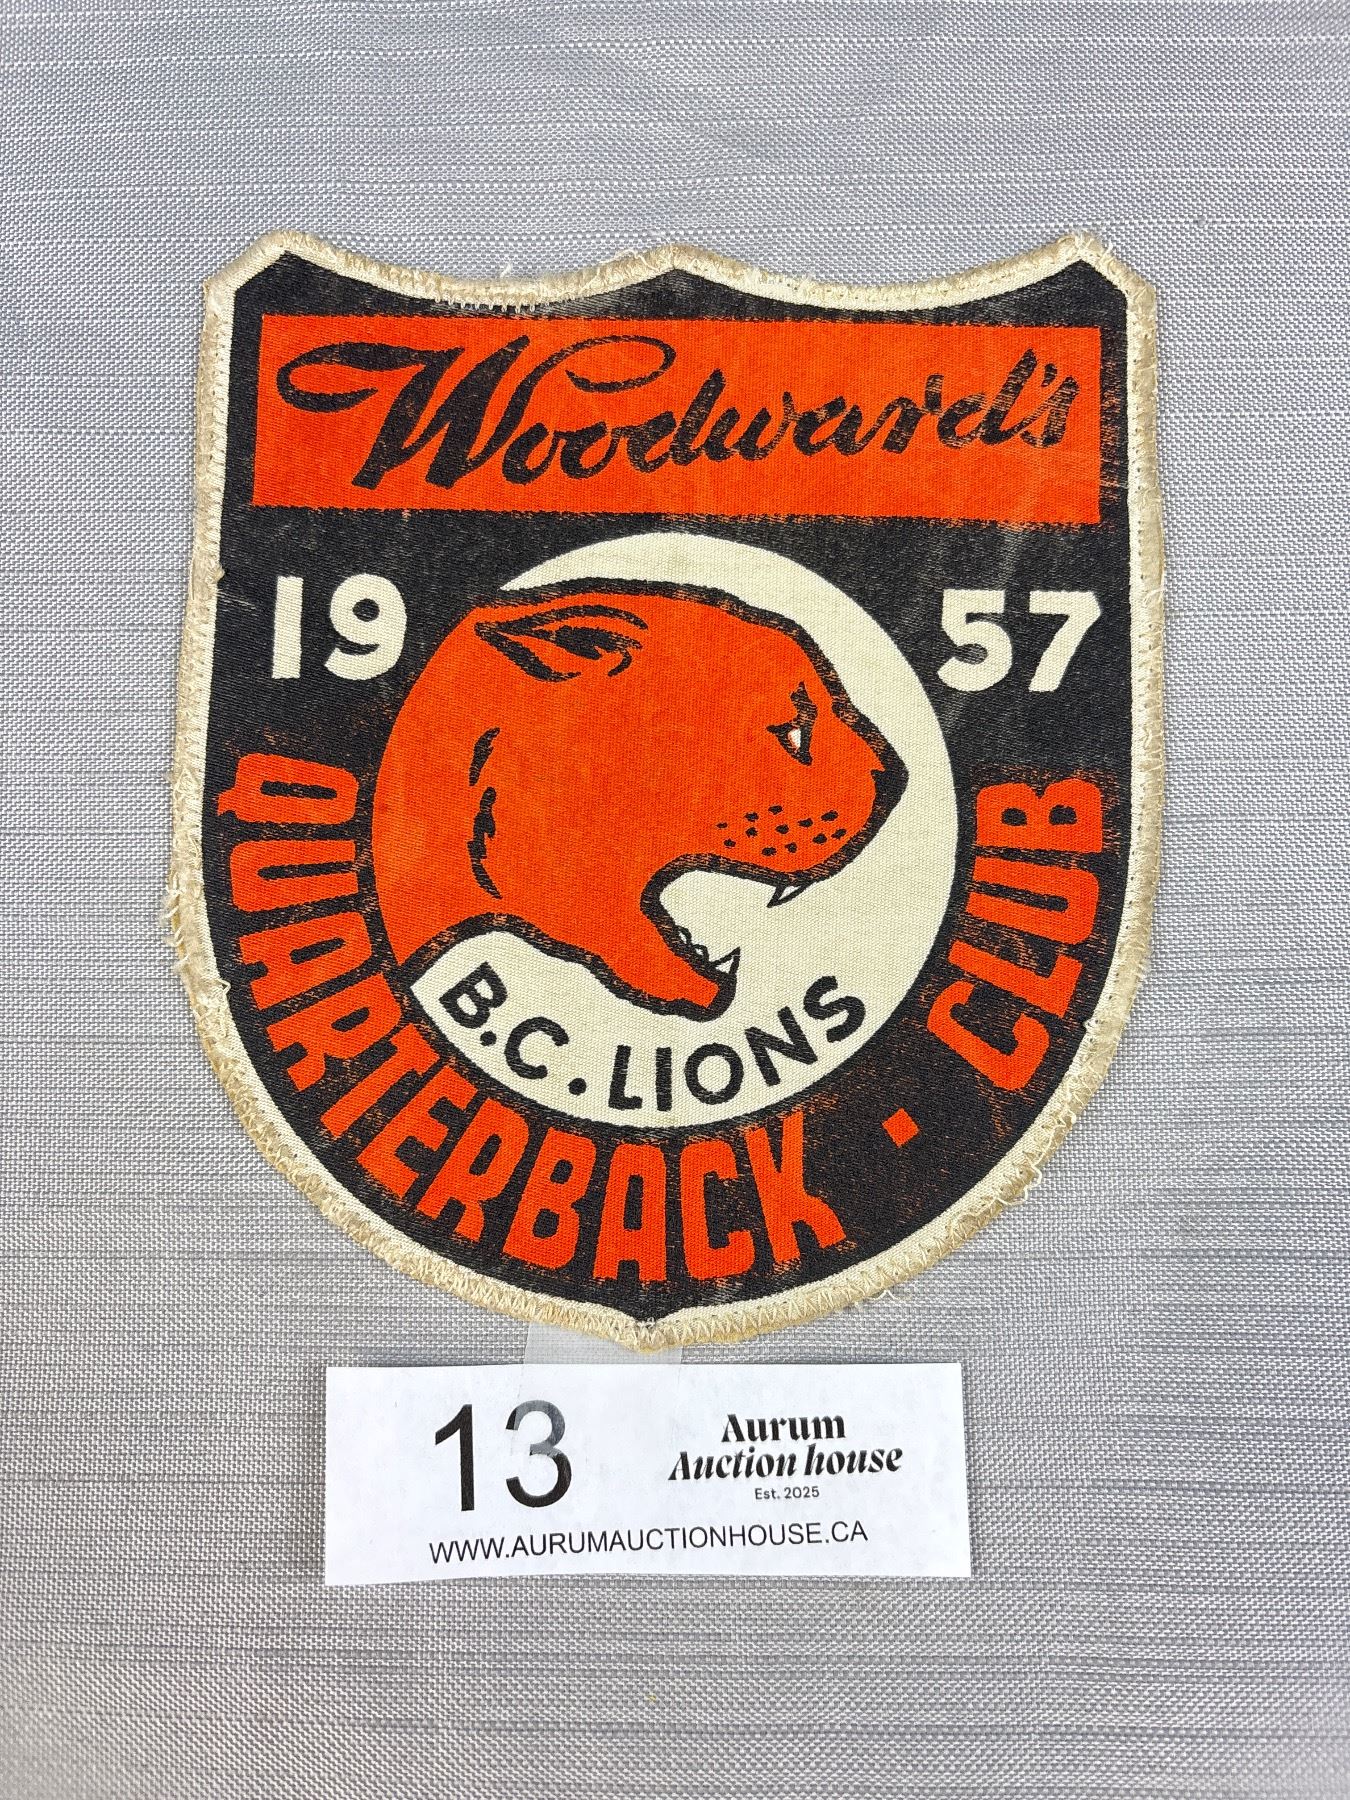 Woodward's
19 57
B.C. LIONS
QUARTERBACK · CLUB
13
Aurum
Auction house
Est. 2025
WWW.AURUMAUCTIONHOUSE.CA